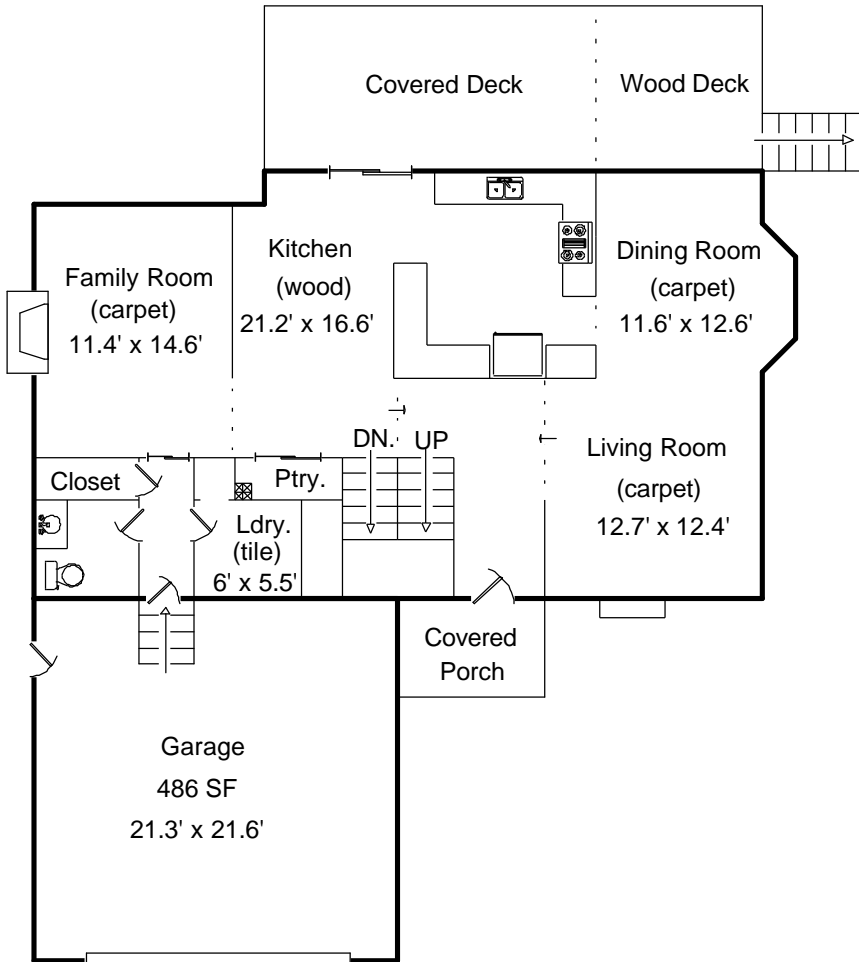 Covered Deck
Wood Deck
Kitchen
(wood)
21.2' x 16.6'
Family Room
(carpet)
11.4' x 14.6'
Dining Room
(carpet)
11.6' x 12.6'
DN.
UP
Living Room
(carpet)
12.7' x 12.4'
Closet
Ptry.
Ldry.
(tile)
6' x 5.5'
Covered
Porch
Garage
486 SF
21.3' x 21.6'